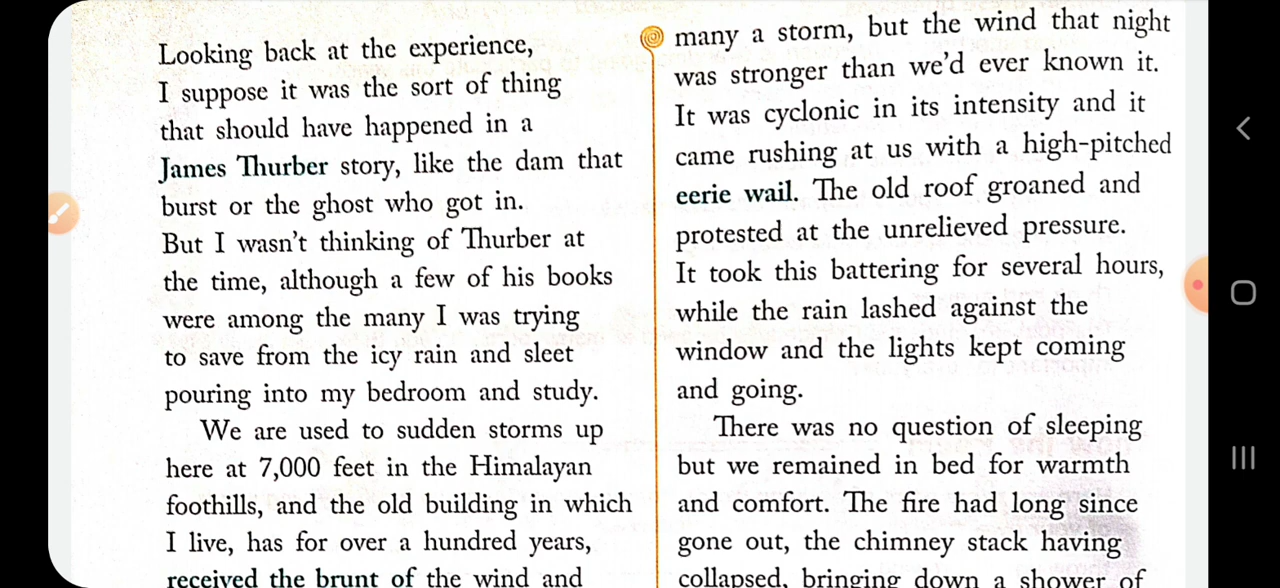 Looking back at the experience,
I suppose it was the sort of thing
that should have happened in a
James Thurber story, like the dam that
burst or the ghost who got in.
But I wasn't thinking of Thurber at
the time, although a few of his books
were among the many I was trying
to save from the icy rain and sleet
pouring into my bedroom and study.
We are used to sudden storms up
here at 7,000 feet in the Himalayan
foothills, and the old building in which
I live, has for over a hundred years,
received the brunt of the wind and
many a storm, but the wind that night
was stronger than we'd ever known it.
It was cyclonic in its intensity and it
came rushing at us with a high-pitched
eerie wail. The old roof groaned and
protested at the unrelieved pressure.
It took this battering for several hours,
while the rain lashed against the
window and the lights kept coming
and going.
There was no question of sleeping
but we remained in bed for warmth
and comfort. The fire had long since
gone out, the chimney stack having
collapsed, bringing down a shower of